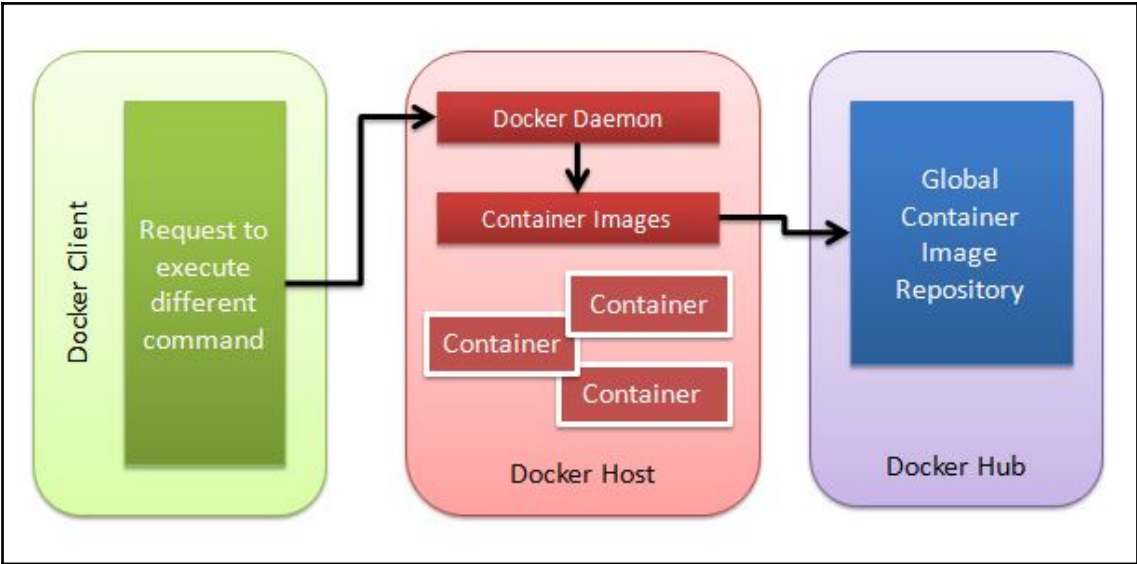 Docker Client
Request to
execute
different
command
Docker Daemon
Container Images
Container
Container
Container
Docker Host
Global
Container
Image
Repository
Docker Hub